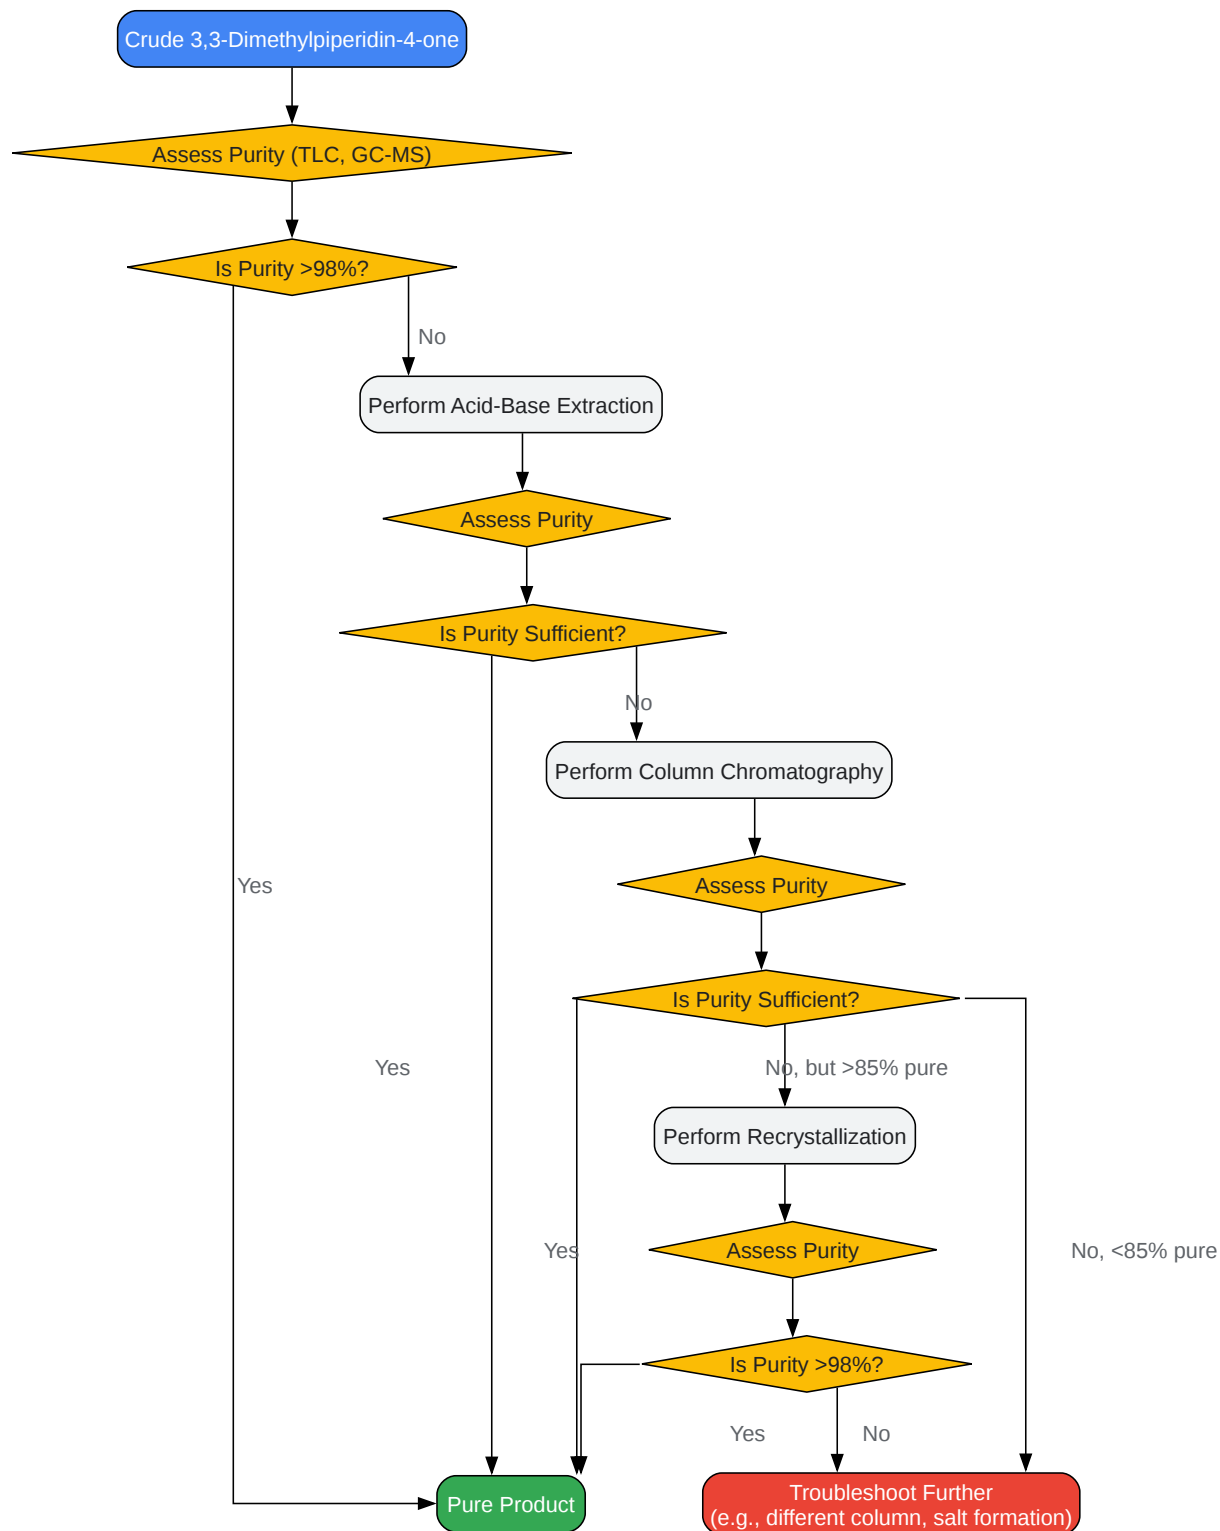 Crude 3,3-Dimethylpiperidin-4-one
Assess Purity (TLC, GC-MS)
Is Purity >98%?
No
Perform Acid-Base Extraction
Assess Purity
Is Purity Sufficient?
No
Perform Column Chromatography
Yes
Assess Purity
Is Purity Sufficient?
Yes
No, but >85% pure
Perform Recrystallization
Yes
Assess Purity
No, <85% pure
Is Purity >98%?
Yes
No
Pure Product
Troubleshoot Further
(e.g., different column, salt formation)